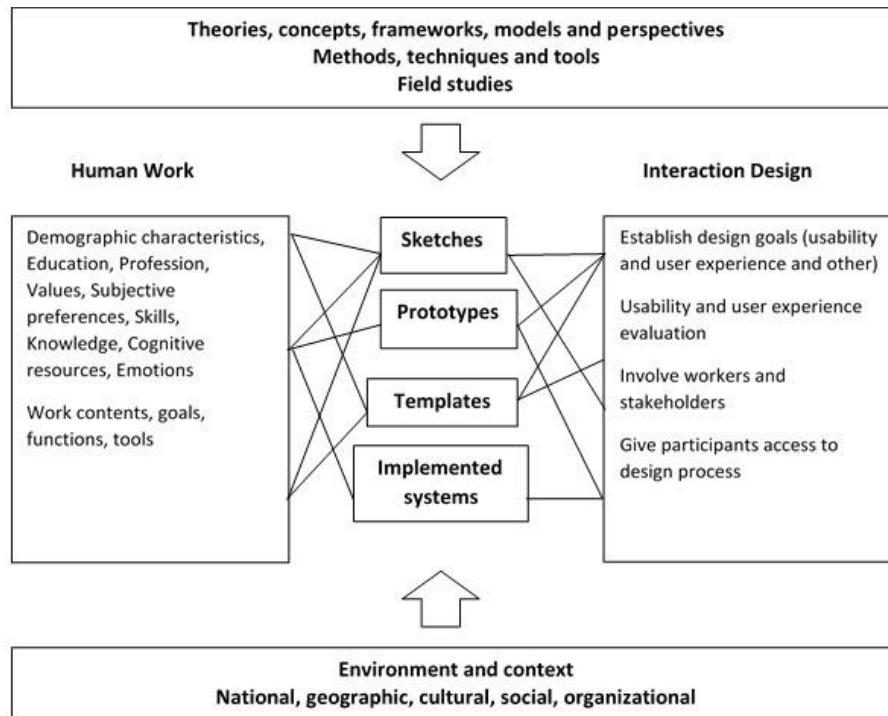 Theories, concepts, frameworks, models and perspectives
Methods, techniques and tools
Field studies
Human Work
Interaction Design
Demographic characteristics,
Education, Profession,
Values, Subjective
preferences, Skills,
Knowledge, Cognitive
resources, Emotions
Work contents, goals,
functions, tools
Sketches
Prototypes
Templates
Implemented
systems
Establish design goals (usability
and user experience and other)
Usability and user experience
evaluation
Involve workers and
stakeholders
Give participants access to
design process
Environment and context
National, geographic, cultural, social, organizational